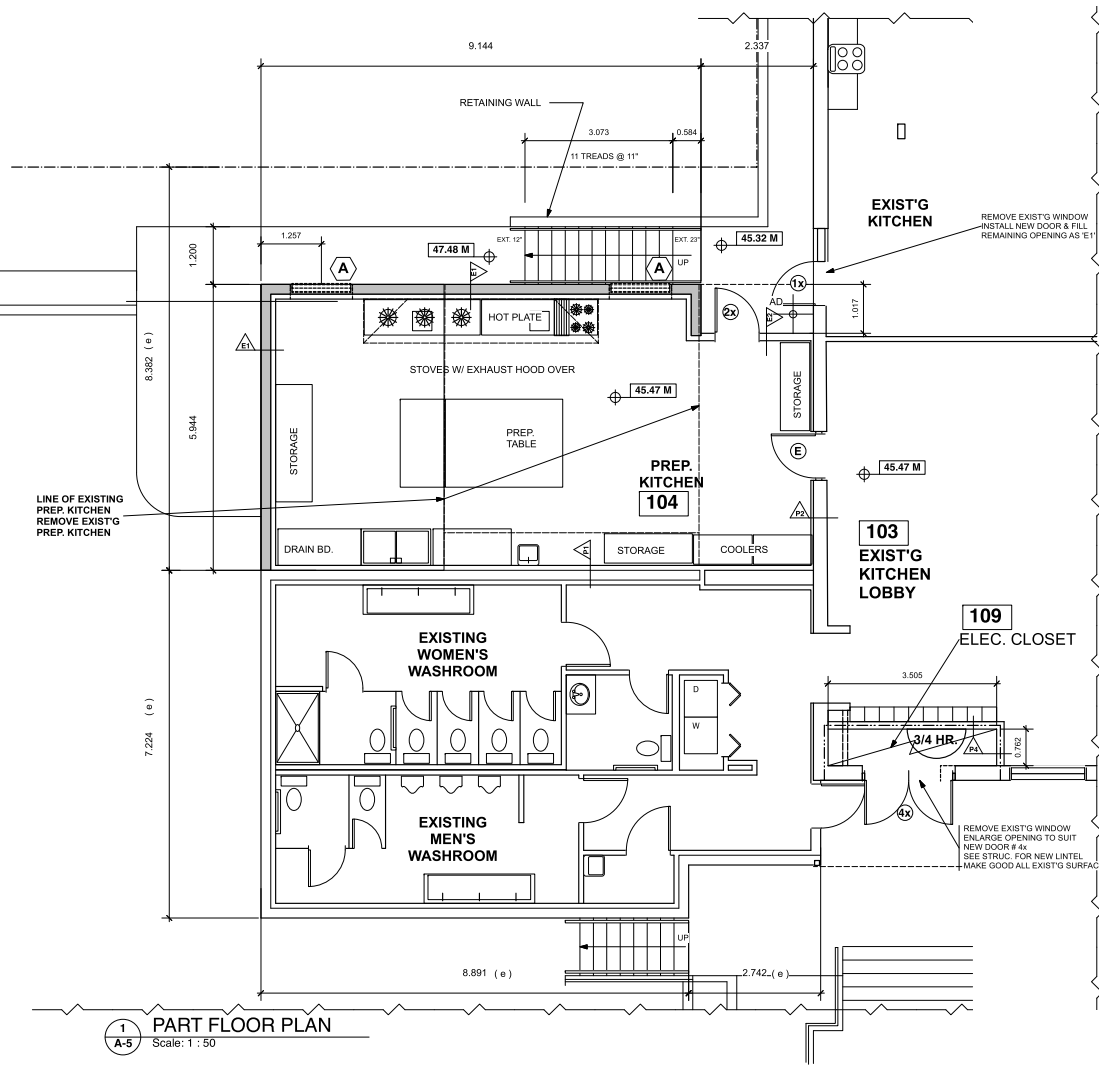 9.144
2.337
RETAINING WALL
3.073
0.584
11 TREADS @ 11"
EXIST'G
KITCHEN
REMOVE EXIST'G WINDOW
INSTALL NEW DOOR & FILL
REMAINING OPENING AS 'E1'
1.257
1.200
47.48 M
EXT. 12"
EXT. 23"
45.32 M
UP
A
E1
A
1x
AD
2x
E2
1.017
HOT PLATE
E1
8.382 ( e )
STOVES W/ EXHAUST HOOD OVER
45.47 M
STORAGE
5.944
STORAGE
PREP.
TABLE
E
PREP.
KITCHEN
104
45.47 M
LINE OF EXISTING
PREP. KITCHEN
REMOVE EXIST'G
PREP. KITCHEN
P2
103
EXIST'G
KITCHEN
LOBBY
DRAIN BD.
P1
STORAGE
COOLERS
109
ELEC. CLOSET
EXISTING
WOMEN'S
WASHROOM
3.505
D
W
7.224 ( e )
3/4 HR.
P4
0.762
4x
EXISTING
MEN'S
WASHROOM
REMOVE EXIST'G WINDOW
ENLARGE OPENING TO SUIT
NEW DOOR # 4x
SEE STRUC. FOR NEW LINTEL
MAKE GOOD ALL EXIST'G SURFAC
UP
8.891 ( e )
2.742 ( e )
1
A-5
PART FLOOR PLAN
Scale: 1 : 50